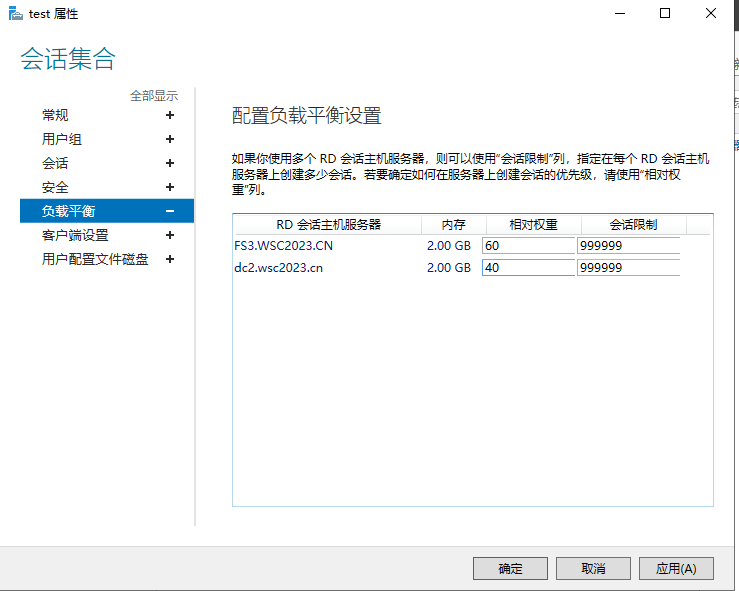 test 属性
会话集合
全部显示
常规 +
用户组 +
会话 +
安全 +
负载平衡 −
客户端设置 +
用户配置文件磁盘 +
配置负载平衡设置
如果你使用多个 RD 会话主机服务器，则可以使用“会话限制”列，指定在每个 RD 会话主机
服务器上创建多少会话。若要确定如何在服务器上创建会话的优先级，请使用“相对权
重”列。
RD 会话主机服务器 内存 相对权重 会话限制
FS3.WSC2023.CN 2.00 GB 60 999999
dc2.wsc2023.cn 2.00 GB 40 999999
确定 取消 应用(A)